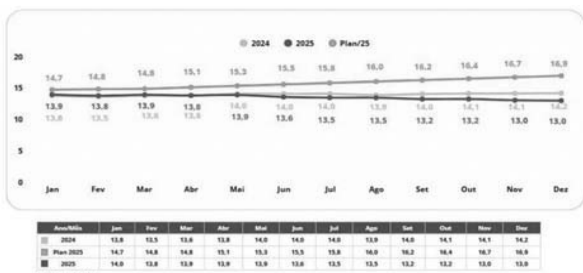 2024 2025 Plan/25
20
14,7 14,8 14,8 15,1 15,3 15,5 15,8 16,0 16,2 16,4 16,7 16,9
15
13,9 13,8 13,9 13,8 14,0 14,0 14,0 13,9 14,0 14,1 14,1 14,2
13,8 13,5 13,6 13,8 13,9 13,6 13,5 13,5 13,2 13,2 13,0 13,0
10
5
0
Jan Fev Mar Abr Mai Jun Jul Ago Set Out Nov Dez
Ano/Mês Jan Fev Mar Abr Mai Jun Jul Ago Set Out Nov Dez
2024 13,8 13,5 13,6 13,8 14,0 14,0 14,0 13,9 14,0 14,1 14,1 14,2
Plan 2025 14,7 14,8 14,8 15,1 15,3 15,5 15,8 16,0 16,2 16,4 16,7 16,9
2025 14,0 13,8 13,9 13,9 13,9 13,6 13,5 13,5 13,2 13,2 13,0 13,0